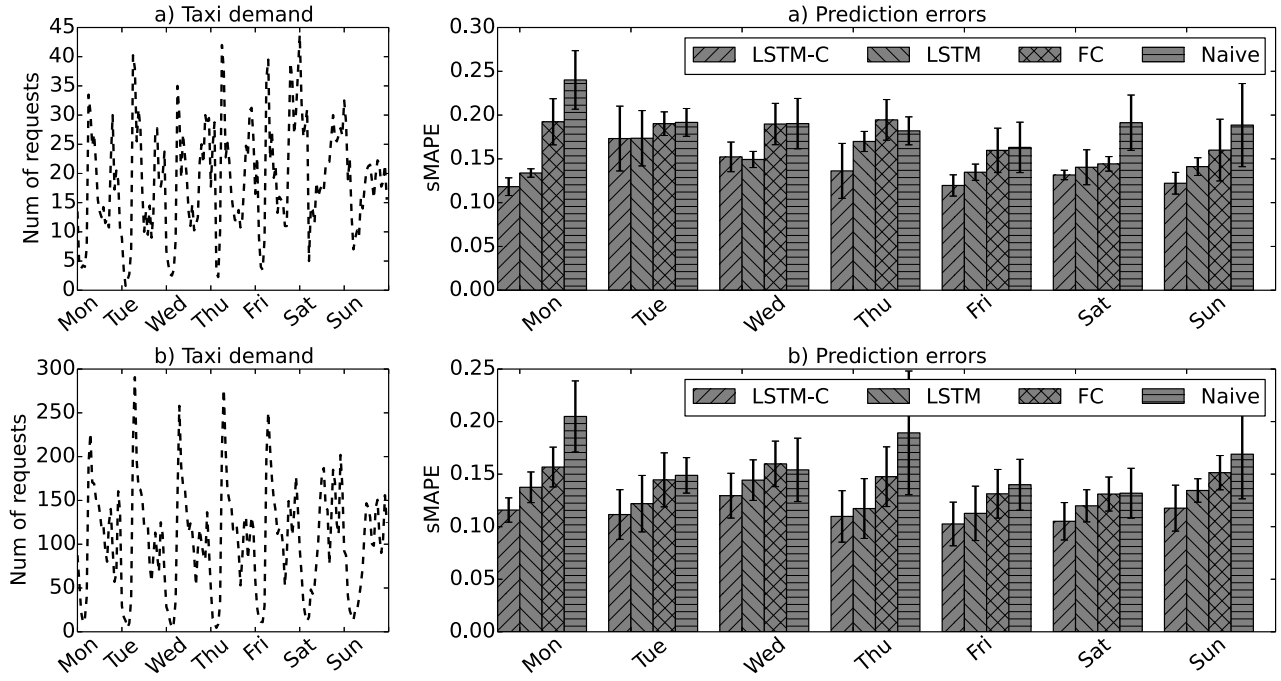 a) Taxi demand
Num of requests
45
40
35
30
25
20
15
10
5
0
Mon Tue Wed Thu Fri Sat Sun
a) Prediction errors
sMAPE
0.30
0.25
0.20
0.15
0.10
0.05
0.00
LSTM-C LSTM FC Naive
Mon Tue Wed Thu Fri Sat Sun
b) Taxi demand
Num of requests
300
250
200
150
100
50
0
Mon Tue Wed Thu Fri Sat Sun
b) Prediction errors
sMAPE
0.25
0.20
0.15
0.10
0.05
0.00
LSTM-C LSTM FC Naive
Mon Tue Wed Thu Fri Sat Sun